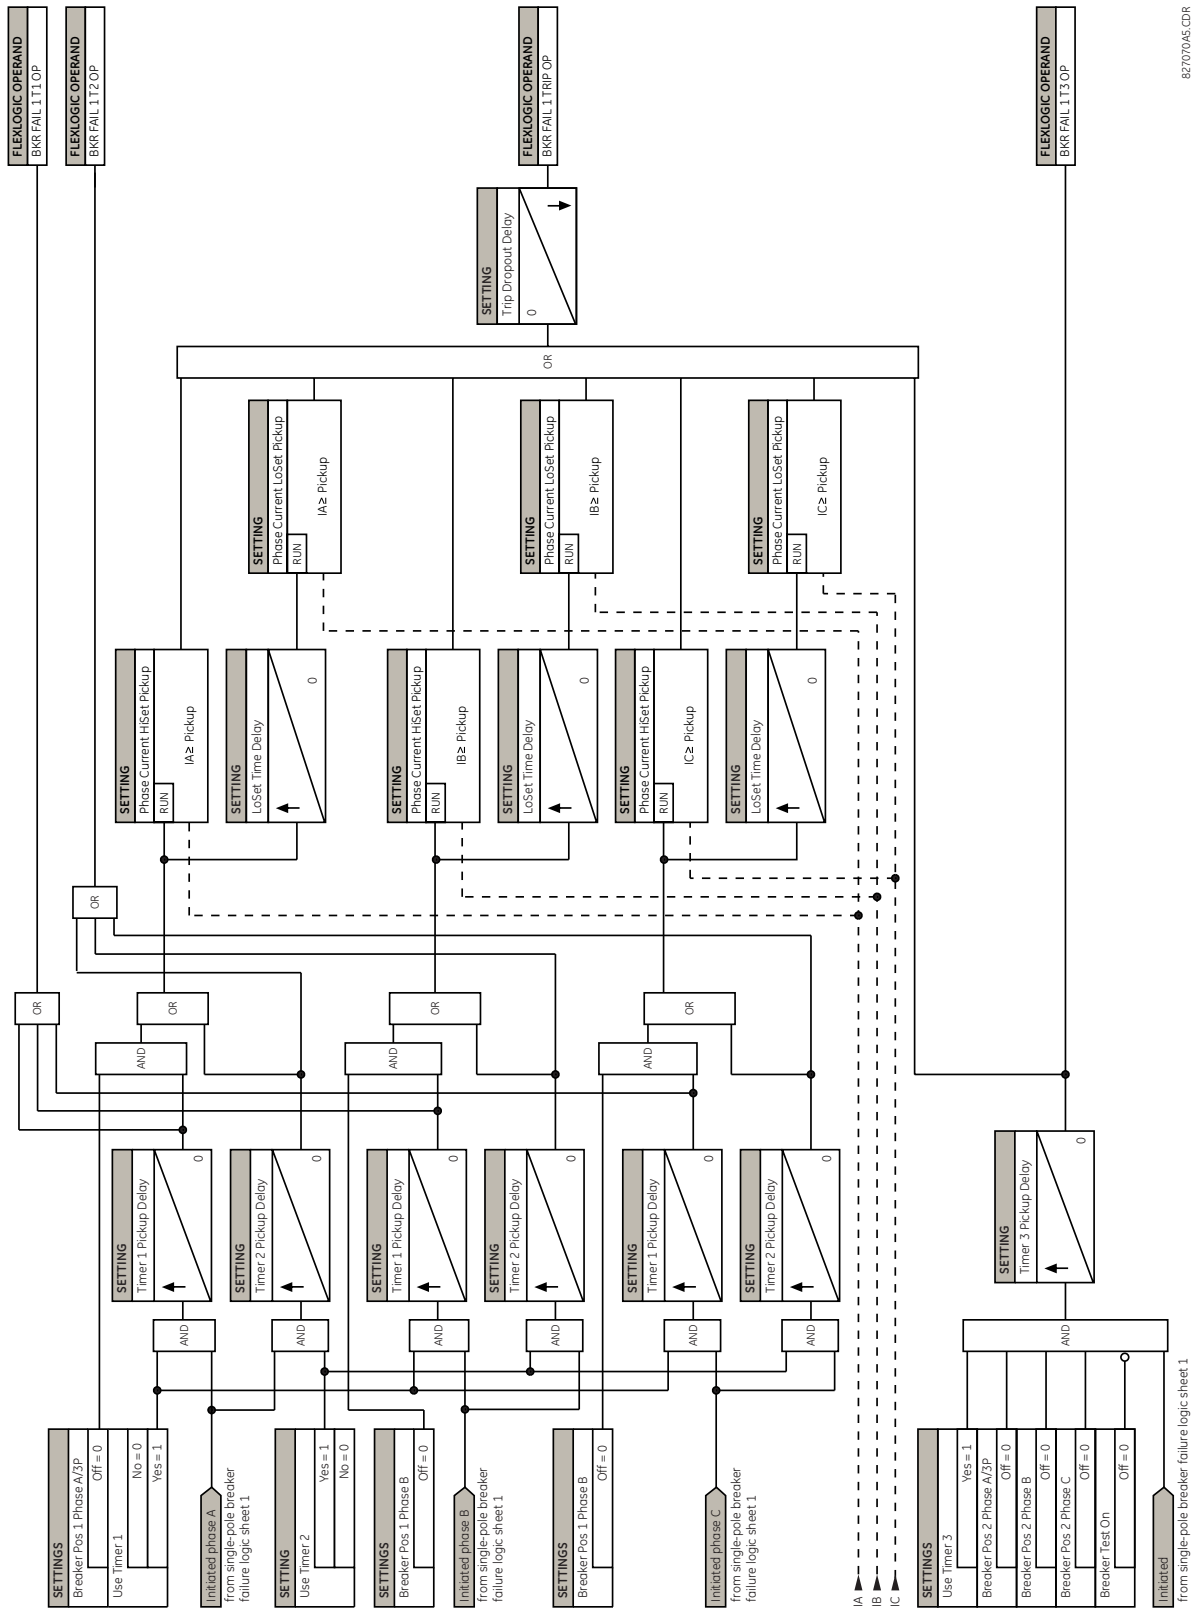 SETTINGS
Breaker Pos 1 Phase A/3P
Off = 0
Use Timer 1
No = 0
Yes = 1
Initiated phase A
from single-pole breaker
failure logic sheet 1
SETTING
Use Timer 2
Yes = 1
No = 0
SETTINGS
Breaker Pos 1 Phase B
Off = 0
Initiated phase B
from single-pole breaker
failure logic sheet 1
SETTINGS
Breaker Pos 1 Phase B
Off = 0
Initiated phase C
from single-pole breaker
failure logic sheet 1
IA
IB
IC
SETTINGS
Use Timer 3
Yes = 1
Breaker Pos 2 Phase A/3P
Off = 0
Breaker Pos 2 Phase B
Off = 0
Breaker Pos 2 Phase C
Off = 0
Breaker Test On
Off = 0
Initiated
from single-pole breaker failure logic sheet 1
AND
AND
AND
AND
AND
AND
AND
SETTING
Timer 1 Pickup Delay
0
SETTING
Timer 2 Pickup Delay
0
SETTING
Timer 1 Pickup Delay
0
SETTING
Timer 2 Pickup Delay
0
SETTING
Timer 1 Pickup Delay
0
SETTING
Timer 2 Pickup Delay
0
SETTING
Timer 3 Pickup Delay
0
AND
AND
AND
OR
OR
OR
OR
OR
SETTING
Phase Current HiSet Pickup
RUN
IA≥ Pickup
SETTING
LoSet Time Delay
0
SETTING
Phase Current HiSet Pickup
RUN
IB≥ Pickup
SETTING
LoSet Time Delay
0
SETTING
Phase Current HiSet Pickup
RUN
IC≥ Pickup
SETTING
LoSet Time Delay
0
SETTING
Phase Current LoSet Pickup
RUN
IA≥ Pickup
SETTING
Phase Current LoSet Pickup
RUN
IB≥ Pickup
SETTING
Phase Current LoSet Pickup
RUN
IC≥ Pickup
OR
SETTING
Trip Dropout Delay
0
FLEXLOGIC OPERAND
BKR FAIL 1 T1 OP
FLEXLOGIC OPERAND
BKR FAIL 1 T2 OP
FLEXLOGIC OPERAND
BKR FAIL 1 TRIP OP
FLEXLOGIC OPERAND
BKR FAIL 1 T3 OP
827070A5.CDR